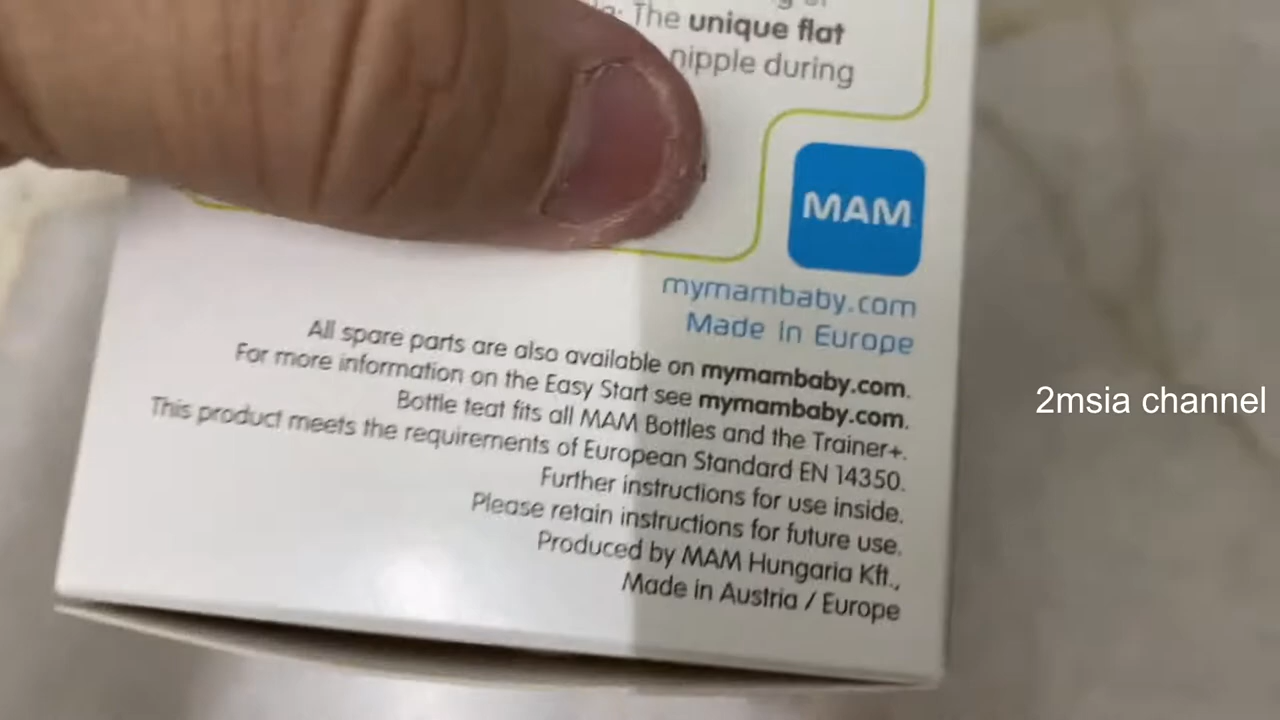 The unique flat
nipple during
MAM
mymambaby.com
Made in Europe
All spare parts are also available on mymambaby.com.
For more information on the Easy Start see mymambaby.com.
Bottle teat fits all MAM Bottles and the Trainer+.
This product meets the requirements of European Standard EN 14350.
Further instructions for use inside.
Please retain instructions for future use.
Produced by MAM Hungaria Kft.,
Made in Austria / Europe
2msia channel